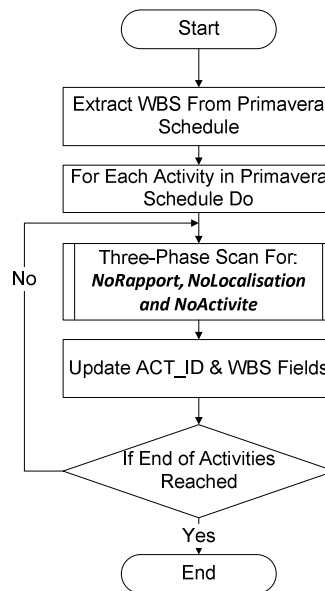 Start
Extract WBS From Primavera
Schedule
For Each Activity in Primavera
Schedule Do
No
Three-Phase Scan For:
NoRapport, NoLocalisation
and NoActivite
Update ACT_ID & WBS Fields
If End of Activities
Reached
Yes
End